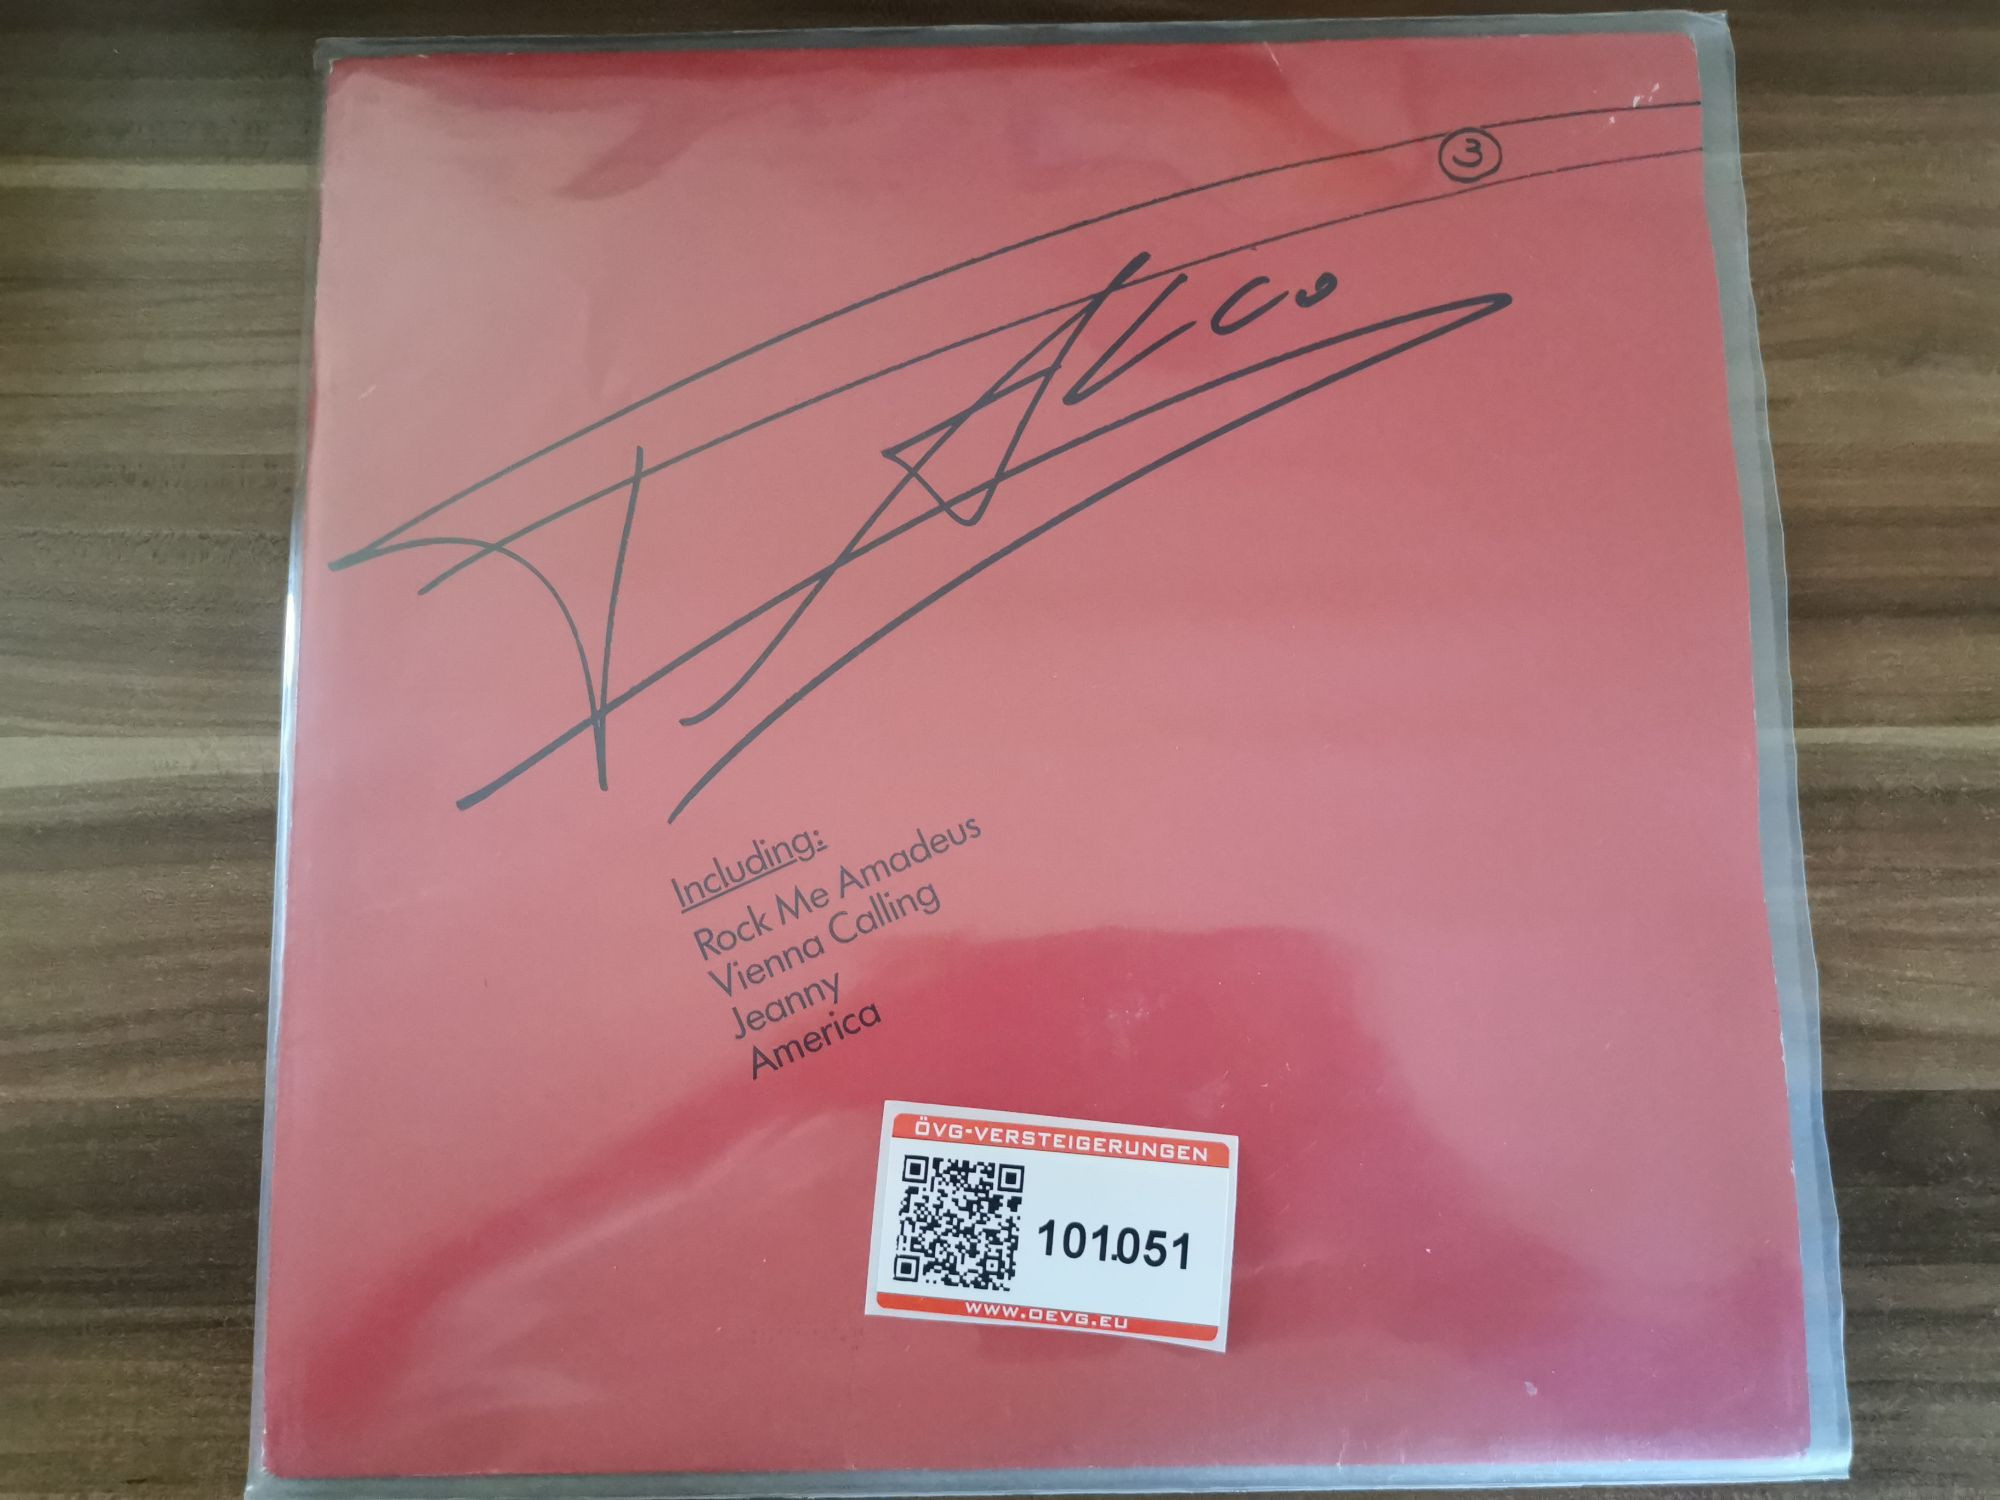 3
FALCO
Including:
Rock Me Amadeus
Vienna Calling
Jeanny
America
ÖVG-VERSTEIGERUNGEN
101.051
WWW.OEVG.EU